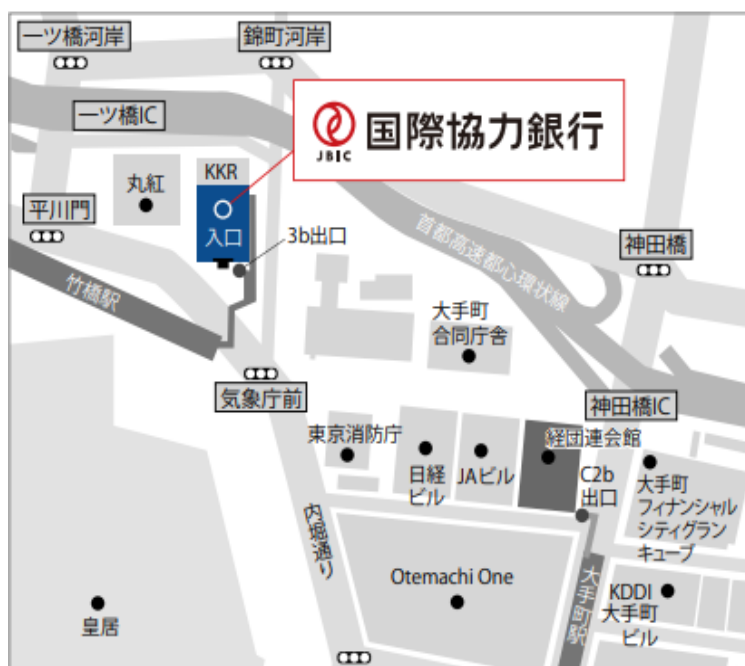 一ツ橋河岸
錦町河岸
一ツ橋IC
JBIC
国際協力銀行
丸紅
KKR
入口
平川門
3b出口
竹橋駅
首都高速都心環状線
神田橋
大手町
合同庁舎
気象庁前
神田橋IC
東京消防庁
日経
ビル
JAビル
経団連会館
C2b
出口
大手町
フィナンシャル
シティグラン
キューブ
内堀通り
Otemachi One
大手町駅
KDDI
大手町
ビル
皇居